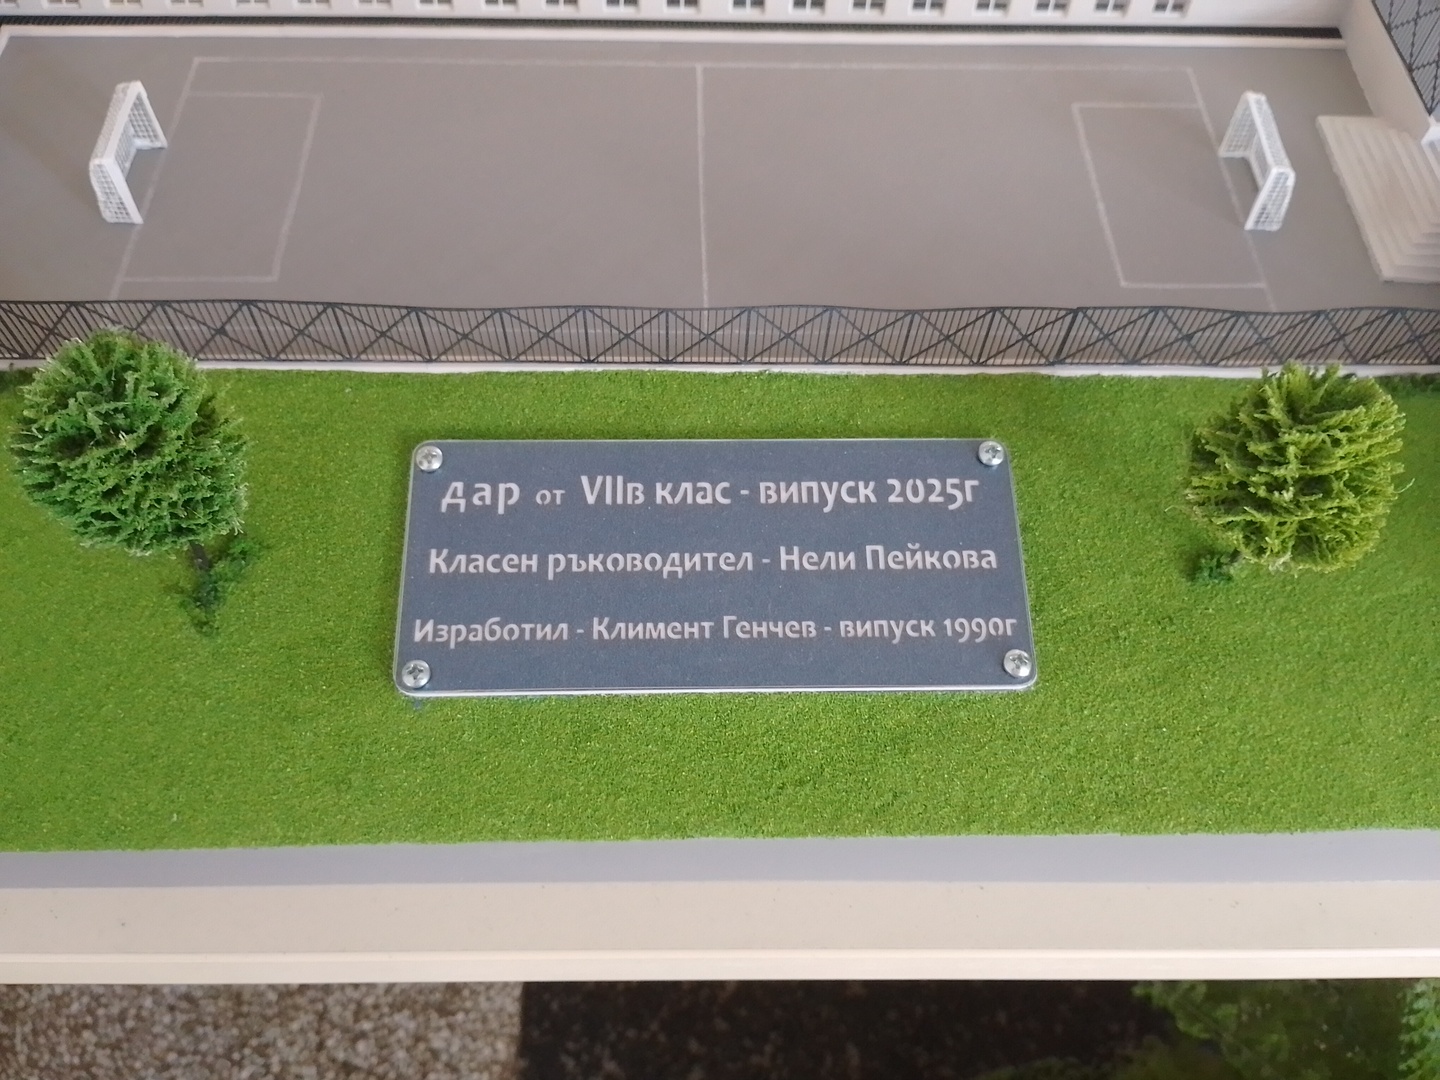 дар от VIIв клас - випуск 2025г
Класен ръководител - Нели Пейкова
Изработил - Климент Генчев - випуск 1990г